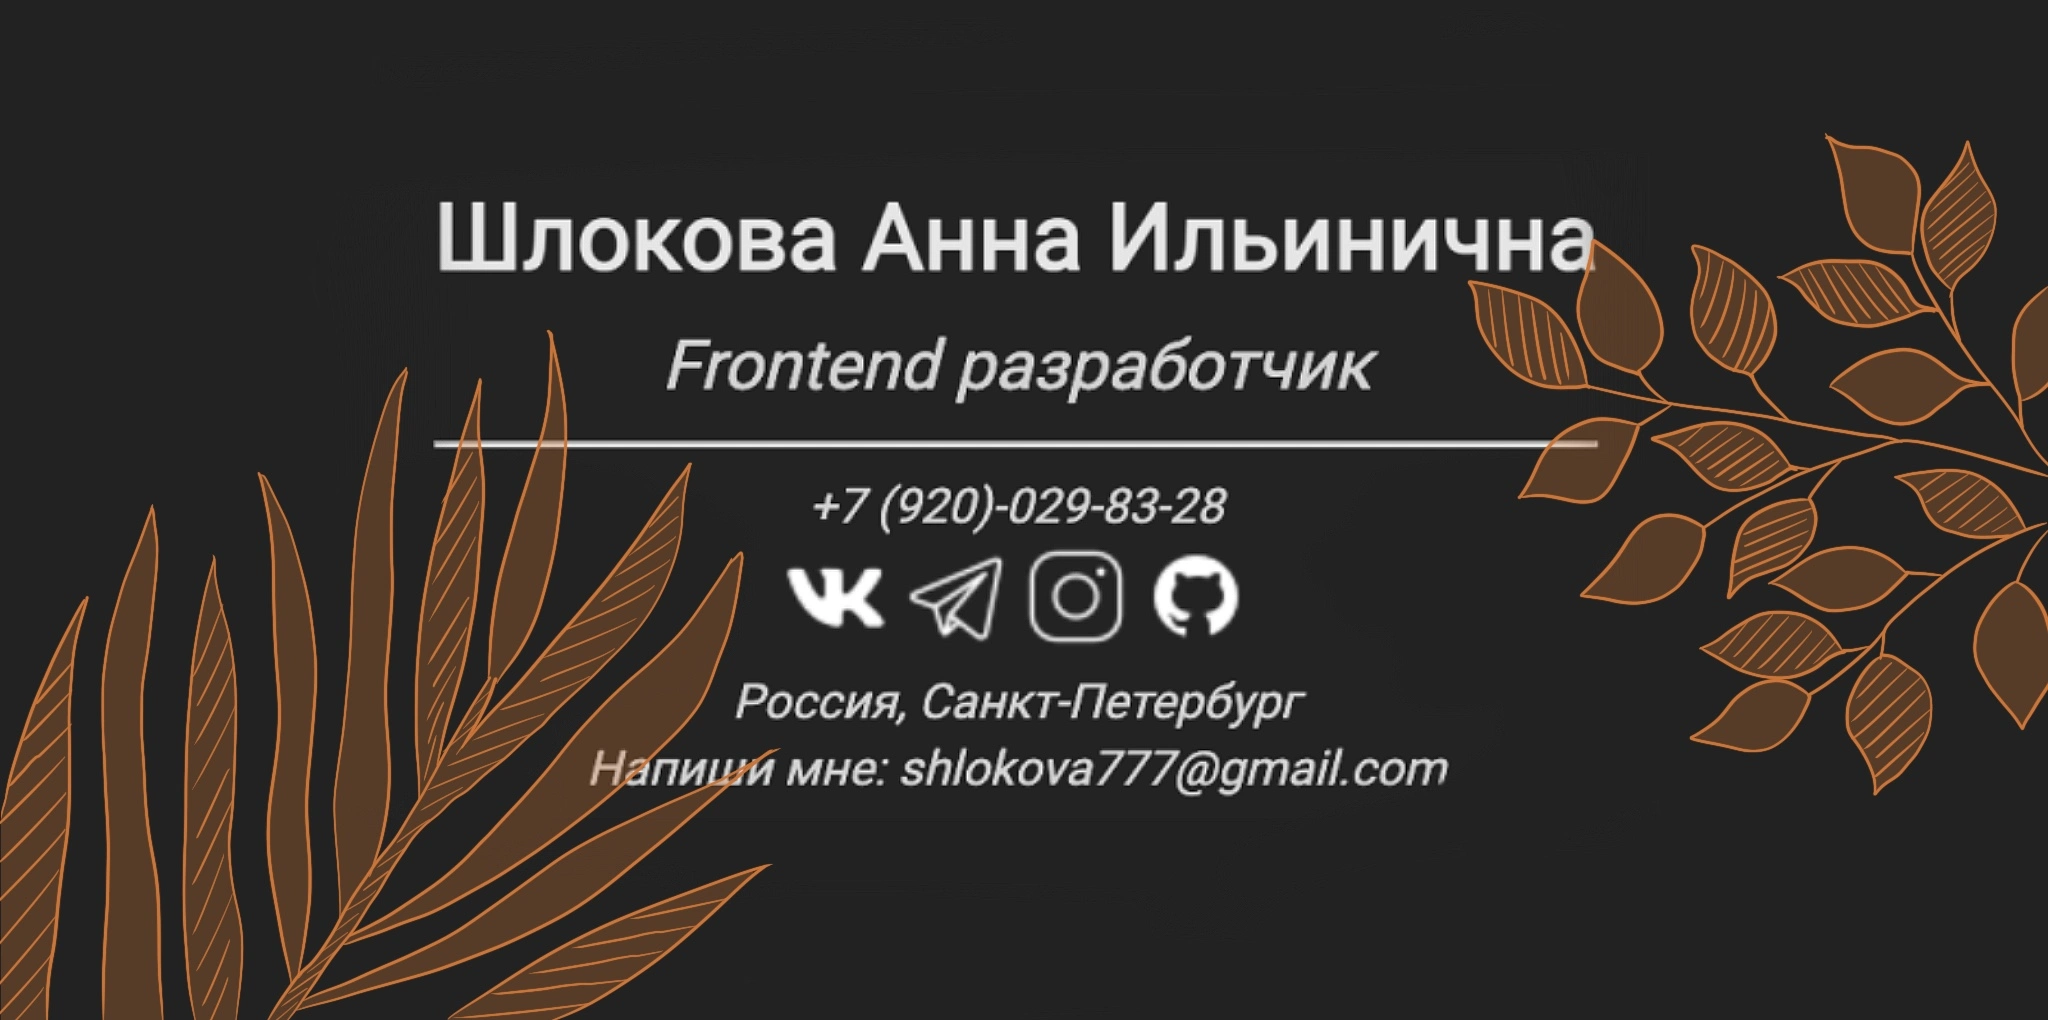 Шлокова Анна Ильинична
Frontend разработчик
+7 (920)-029-83-28
Россия, Санкт-Петербург
Напиши мне: shlokova777@gmail.com